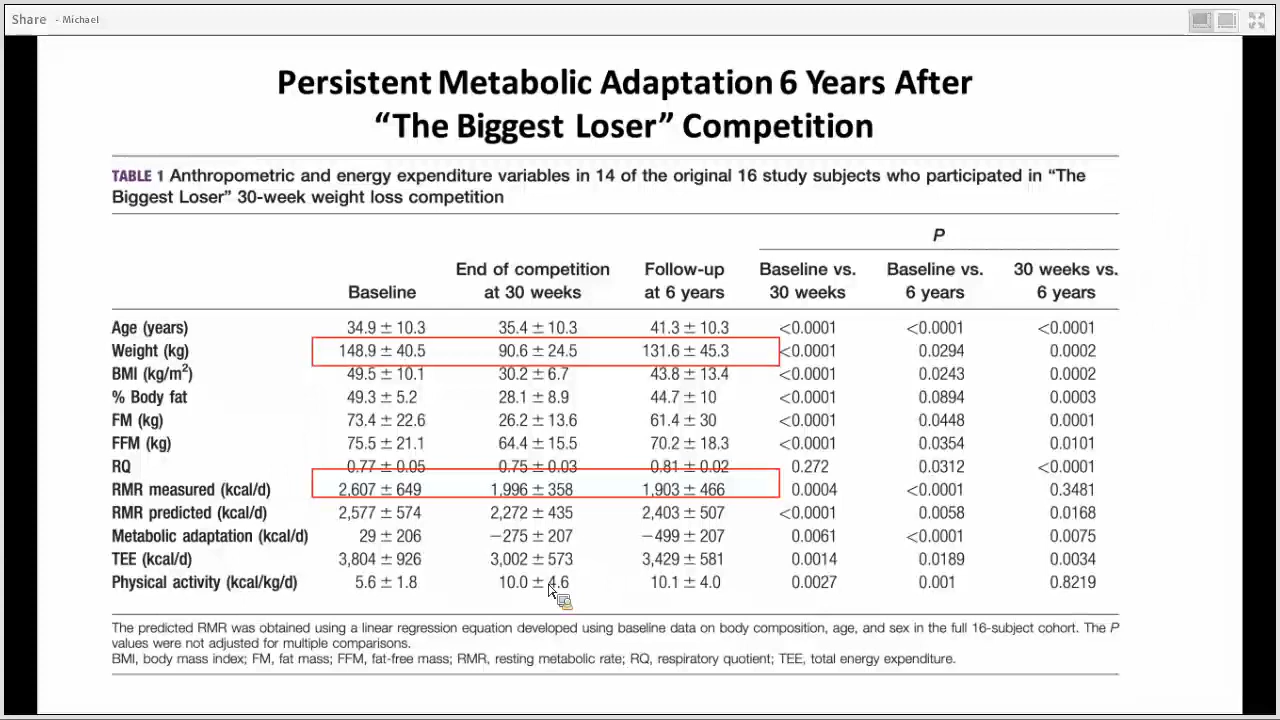 Share - Michael
Persistent Metabolic Adaptation 6 Years After
“The Biggest Loser” Competition
TABLE 1 Anthropometric and energy expenditure variables in 14 of the original 16 study subjects who participated in “The
Biggest Loser” 30-week weight loss competition
P
End of competition Follow-up Baseline vs. Baseline vs. 30 weeks vs.
Baseline at 30 weeks at 6 years 30 weeks 6 years 6 years
Age (years) 34.9 ± 10.3 35.4 ± 10.3 41.3 ± 10.3 <0.0001 <0.0001 <0.0001
Weight (kg) 148.9 ± 40.5 90.6 ± 24.5 131.6 ± 45.3 <0.0001 0.0294 0.0002
BMI (kg/m²) 49.5 ± 10.1 30.2 ± 6.7 43.8 ± 13.4 <0.0001 0.0243 0.0002
% Body fat 49.3 ± 5.2 28.1 ± 8.9 44.7 ± 10 <0.0001 0.0894 0.0003
FM (kg) 73.4 ± 22.6 26.2 ± 13.6 61.4 ± 30 <0.0001 0.0448 0.0001
FFM (kg) 75.5 ± 21.1 64.4 ± 15.5 70.2 ± 18.3 <0.0001 0.0354 0.0101
RQ 0.77 ± 0.05 0.75 ± 0.03 0.81 ± 0.02 0.272 0.0312 <0.0001
RMR measured (kcal/d) 2,607 ± 649 1,996 ± 358 1,903 ± 466 0.0004 <0.0001 0.3481
RMR predicted (kcal/d) 2,577 ± 574 2,272 ± 435 2,403 ± 507 <0.0001 0.0058 0.0168
Metabolic adaptation (kcal/d) 29 ± 206 −275 ± 207 −499 ± 207 0.0061 <0.0001 0.0075
TEE (kcal/d) 3,804 ± 926 3,002 ± 573 3,429 ± 581 0.0014 0.0189 0.0034
Physical activity (kcal/kg/d) 5.6 ± 1.8 10.0 ± 4.6 10.1 ± 4.0 0.0027 0.001 0.8219
The predicted RMR was obtained using a linear regression equation developed using baseline data on body composition, age, and sex in the full 16-subject cohort. The P
values were not adjusted for multiple comparisons.
BMI, body mass index; FM, fat mass; FFM, fat-free mass; RMR, resting metabolic rate; RQ, respiratory quotient; TEE, total energy expenditure.